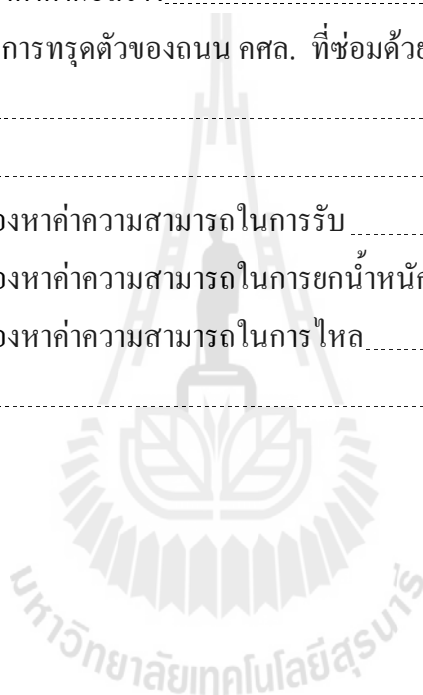 การทรุดตัวของถนน คศล. ที่ซ่อมด้วย
องหาค่าความสามารถในการรับ
องหาค่าความสามารถในการยกน้ำหนัก
องหาค่าความสามารถในการไหล
มหาวิทยาลัยเทคโนโลยีสุรนารี